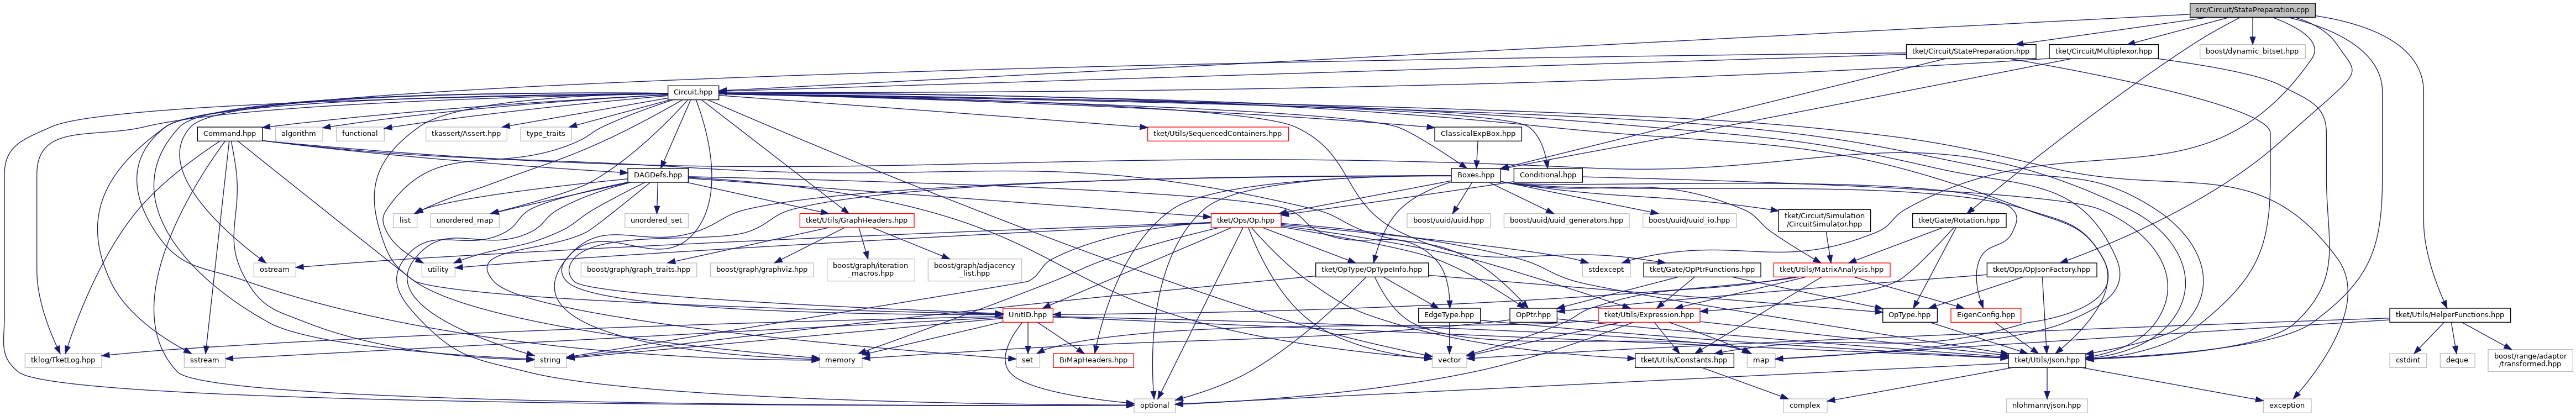 src/Circuit/StatePreparation.cpp
tket/Circuit/StatePreparation.hpp
tket/Circuit/Multiplexor.hpp
boost/dynamic_bitset.hpp
Circuit.hpp
Command.hpp
algorithm
functional
tkassert/Assert.hpp
type_traits
tket/Utils/SequencedContainers.hpp
ClassicalExpBox.hpp
DAGDefs.hpp
Boxes.hpp
Conditional.hpp
list
unordered_map
unordered_set
tket/Utils/GraphHeaders.hpp
tket/Ops/Op.hpp
boost/uuid/uuid.hpp
boost/uuid/uuid_generators.hpp
boost/uuid/uuid_io.hpp
tket/Circuit/Simulation
/CircuitSimulator.hpp
tket/Gate/Rotation.hpp
ostream
utility
boost/graph/graph_traits.hpp
boost/graph/graphviz.hpp
boost/graph/iteration
_macros.hpp
boost/graph/adjacency
_list.hpp
tket/OpType/OpTypeInfo.hpp
stdexcept
tket/Gate/OpPtrFunctions.hpp
tket/Utils/MatrixAnalysis.hpp
tket/Ops/OpJsonFactory.hpp
UnitID.hpp
EdgeType.hpp
OpPtr.hpp
tket/Utils/Expression.hpp
OpType.hpp
EigenConfig.hpp
tket/Utils/HelperFunctions.hpp
tklog/TketLog.hpp
sstream
string
memory
set
BiMapHeaders.hpp
vector
tket/Utils/Constants.hpp
map
tket/Utils/Json.hpp
cstdint
deque
boost/range/adaptor
/transformed.hpp
optional
complex
nlohmann/json.hpp
exception